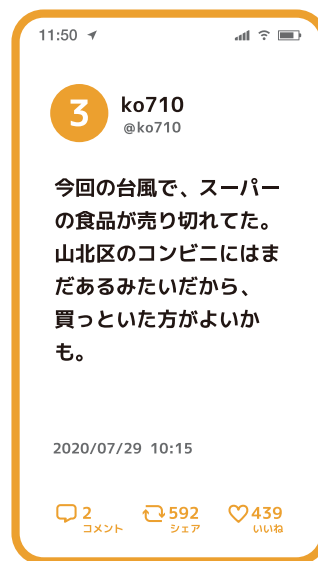 11:50
3
ko710
@ko710
今回の台風で、スーパー
の食品が売り切れてた。
山北区のコンビニにはま
だあるみたいだから、
買っといた方がよいか
も。
2020/07/29 10:15
2 592 439
コメント シェア いいね